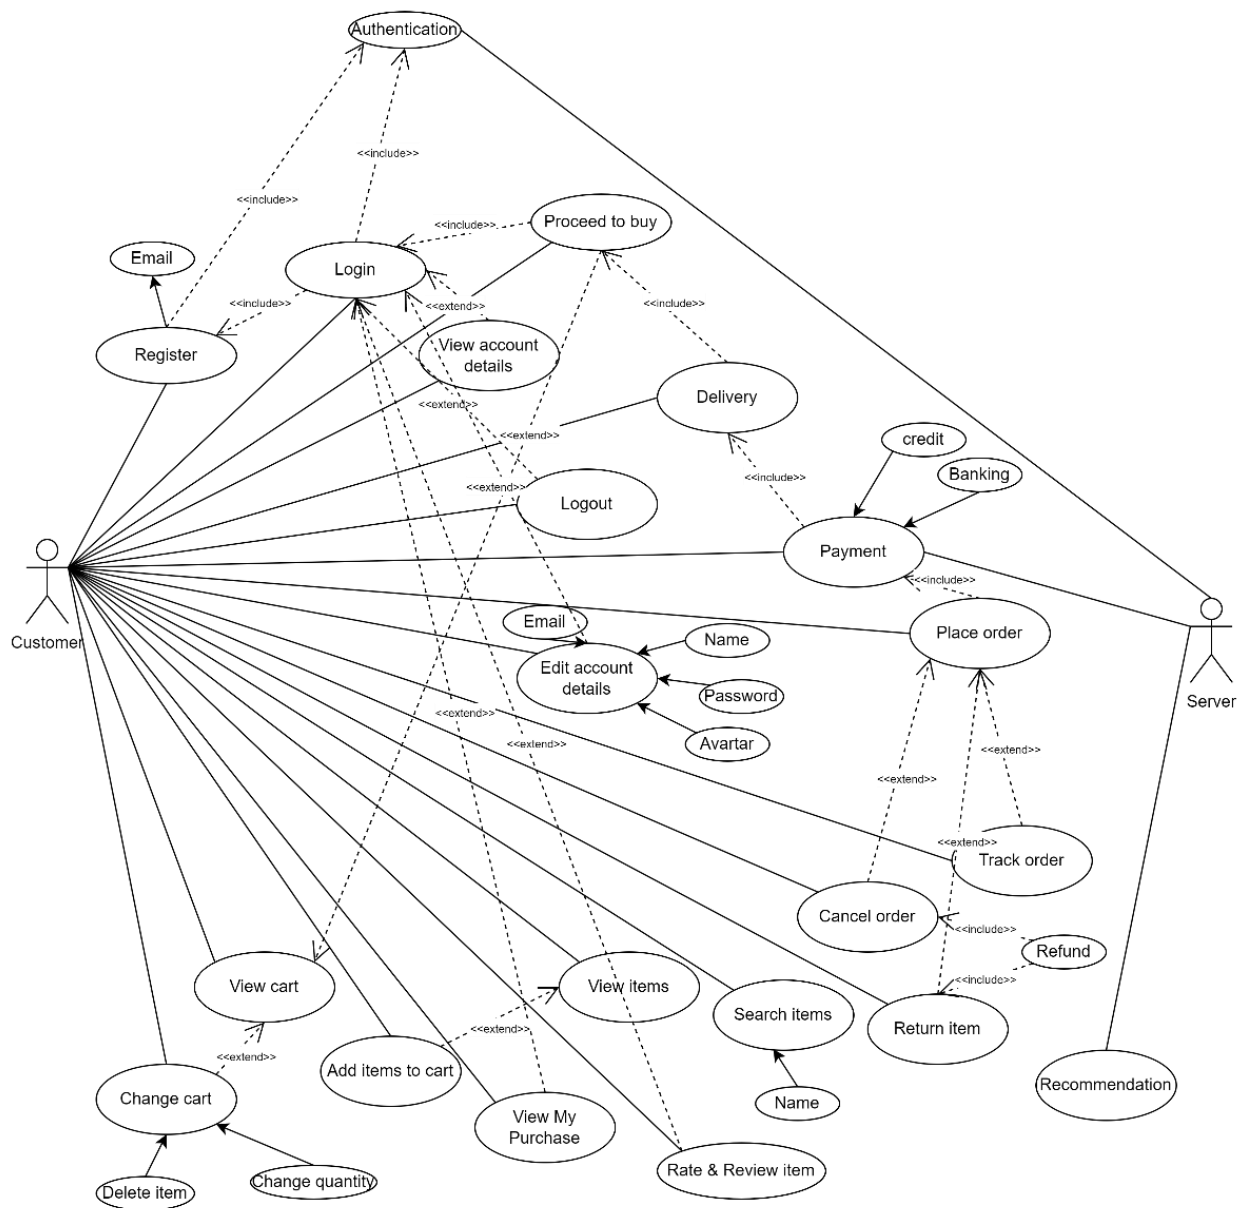 Authentication
<<include>>
<<include>>
Proceed to buy
<<include>>
Email
Login
<<include>>
<<extend>>
<<include>>
Register
View account
details
Delivery
<<extend>>
<<extend>>
credit
Banking
<<include>>
<<extend>>
Logout
Payment
<<include>>
Customer
Email
Name
Place order
Edit account
details
Password
Server
<<extend>>
Avartar
<<extend>>
<<extend>>
<<extend>>
<<extend>>
Track order
Cancel order
<<include>>
Refund
<<include>>
View cart
View items
Search items
Return item
<<extend>>
<<extend>>
Add items to cart
Recommendation
Change cart
View My
Purchase
Name
Rate & Review item
Delete item
Change quantity